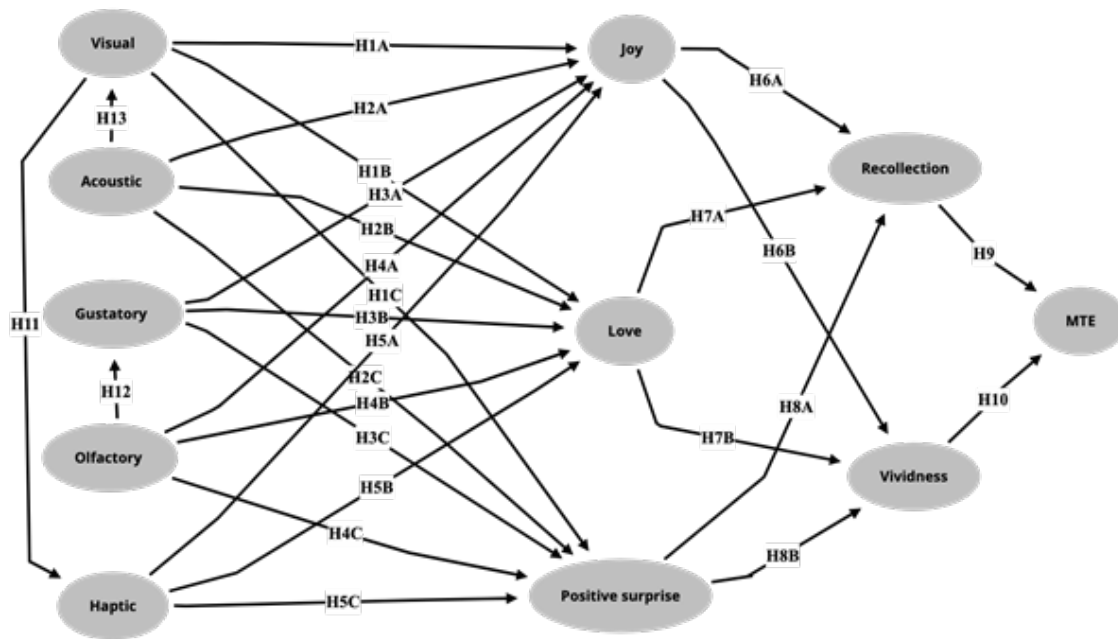 Visual
H1A
Joy
H6A
H13
H2A
Acoustic
H1B
Recollection
H3A
H7A
H2B
H6B
H9
H4A
H1C
Gustatory
H3B
MTE
H11
Love
H5A
H12
H2C
H10
H4B
H8A
H3C
H7B
Olfactory
Vividness
H5B
H4C
H8B
Haptic
H5C
Positive surprise